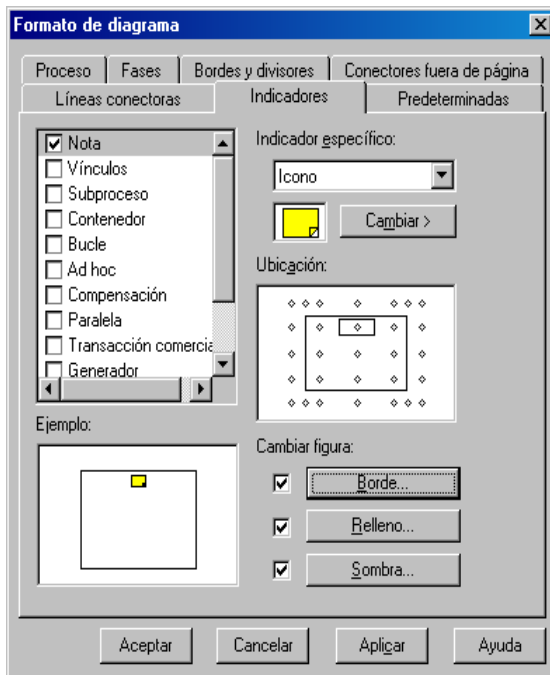 Formato de diagrama
Proceso Fases Bordes y divisores Conectores fuera de página
Líneas conectoras Indicadores Predeterminadas
Nota
Vínculos
Subproceso
Contenedor
Bucle
Ad hoc
Compensación
Paralela
Transacción comercia
Generador
Indicador específico:
Icono
Cambiar >
Ubicación:
Ejemplo:
Cambiar figura:
Borde...
Relleno...
Sombra...
Aceptar Cancelar Aplicar Ayuda